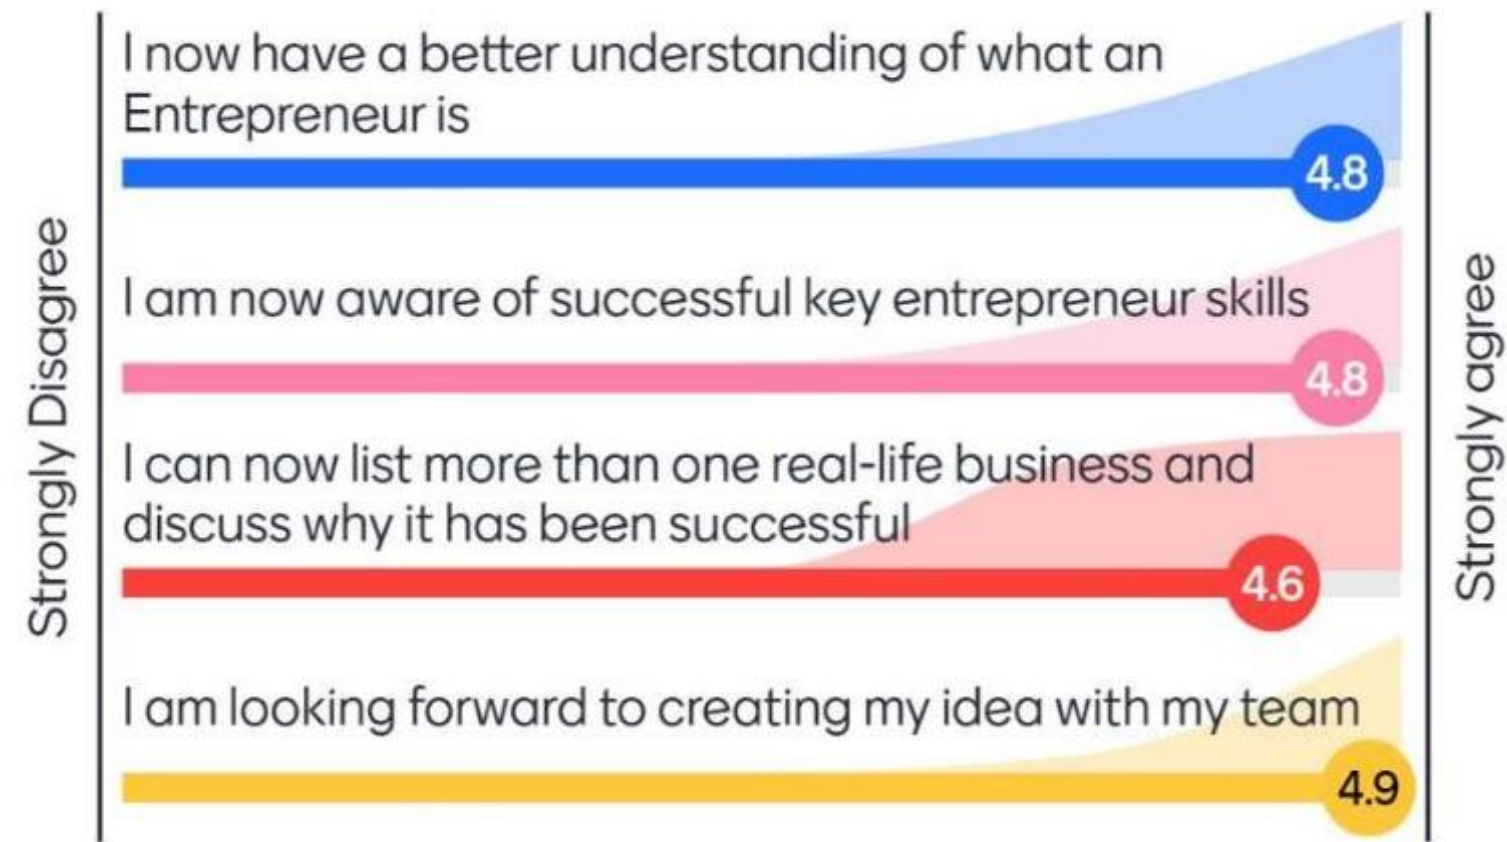 I now have a better understanding of what an
Entrepreneur is
4.8
I am now aware of successful key entrepreneur skills
4.8
I can now list more than one real-life business and
discuss why it has been successful
4.6
I am looking forward to creating my idea with my team
4.9
Strongly Disagree
Strongly agree